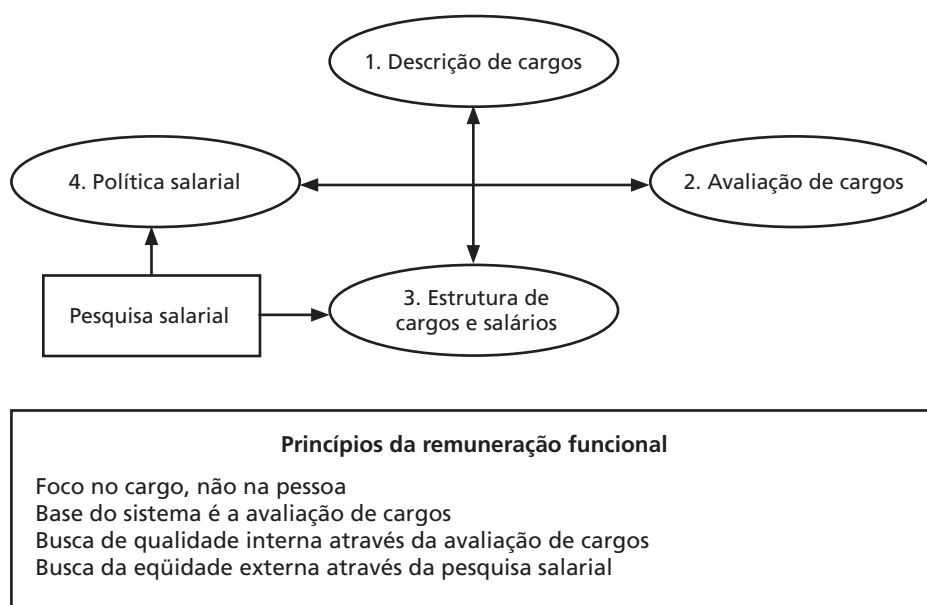 1. Descrição de cargos
4. Política salarial
2. Avaliação de cargos
Pesquisa salarial
3. Estrutura de
cargos e salários
Princípios da remuneração funcional
Foco no cargo, não na pessoa
Base do sistema é a avaliação de cargos
Busca de qualidade interna através da avaliação de cargos
Busca da eqüidade externa através da pesquisa salarial